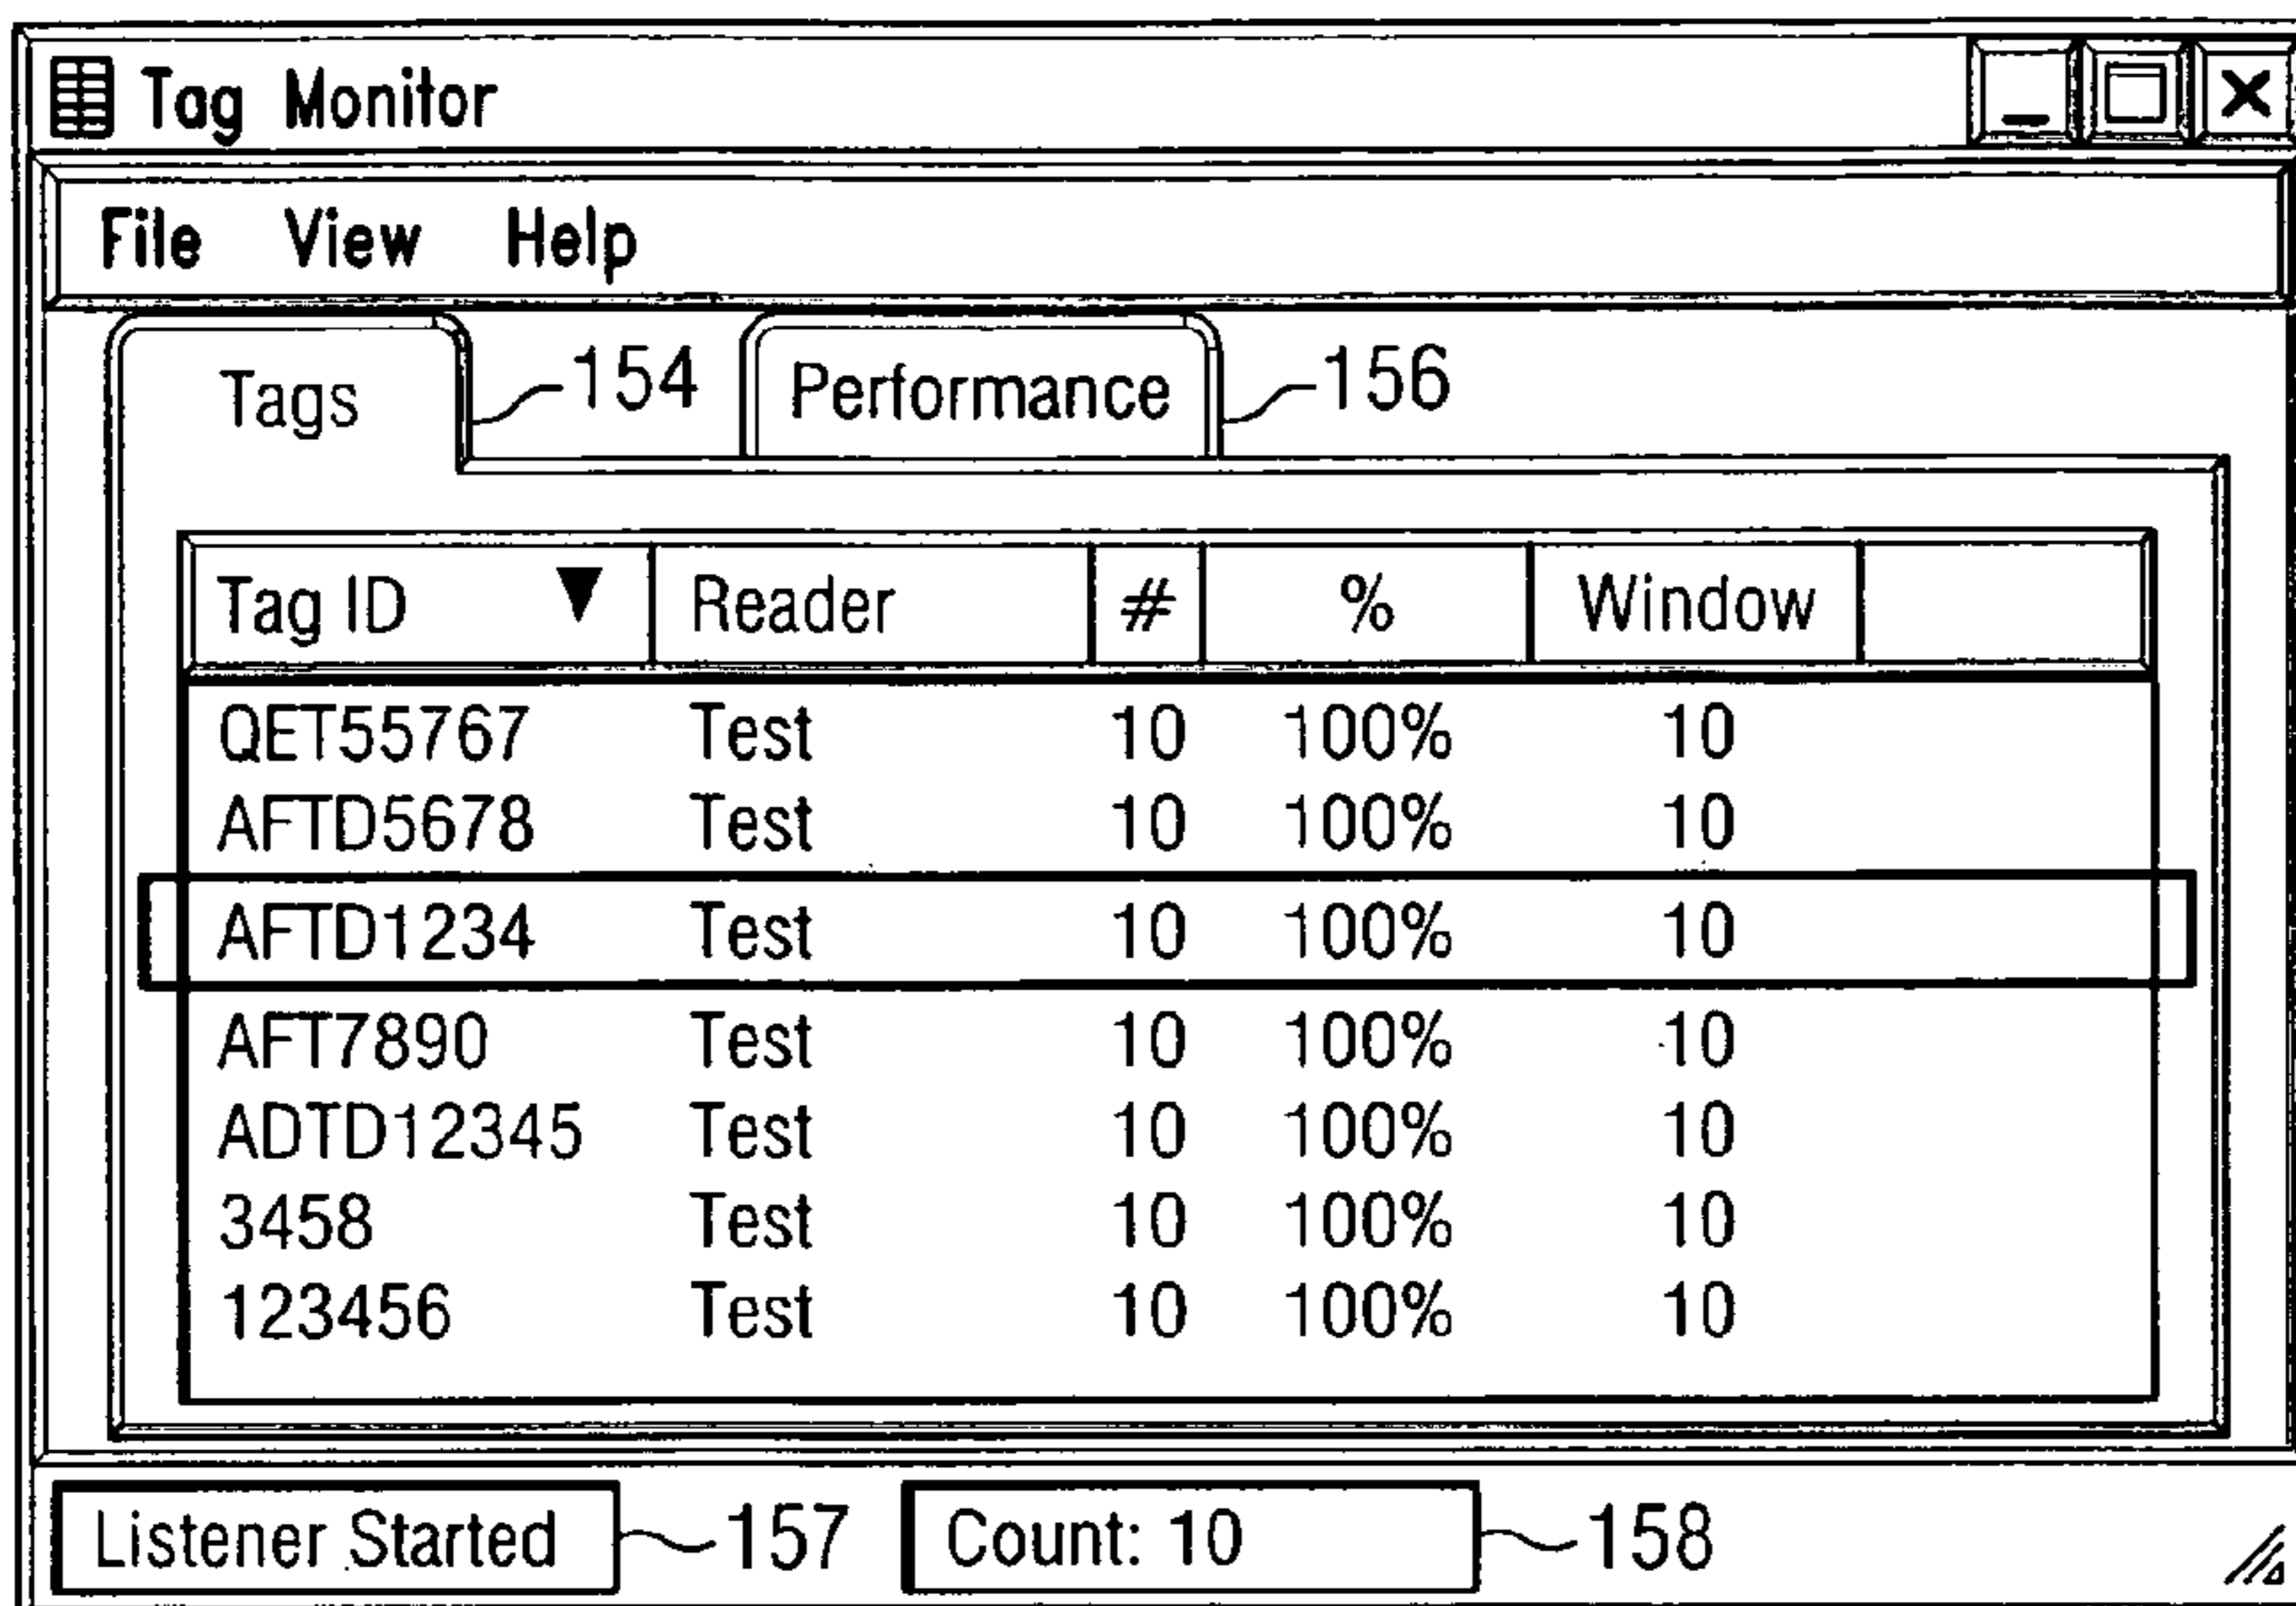 Tag Monitor
File View Help
Tags 154 Performance 156
Tag ID Reader # % Window
QET55767 Test 10 100% 10
AFTD5678 Test 10 100% 10
AFTD1234 Test 10 100% 10
AFT7890 Test 10 100% 10
ADTD12345 Test 10 100% 10
3458 Test 10 100% 10
123456 Test 10 100% 10
Listener Started 157 Count: 10 158